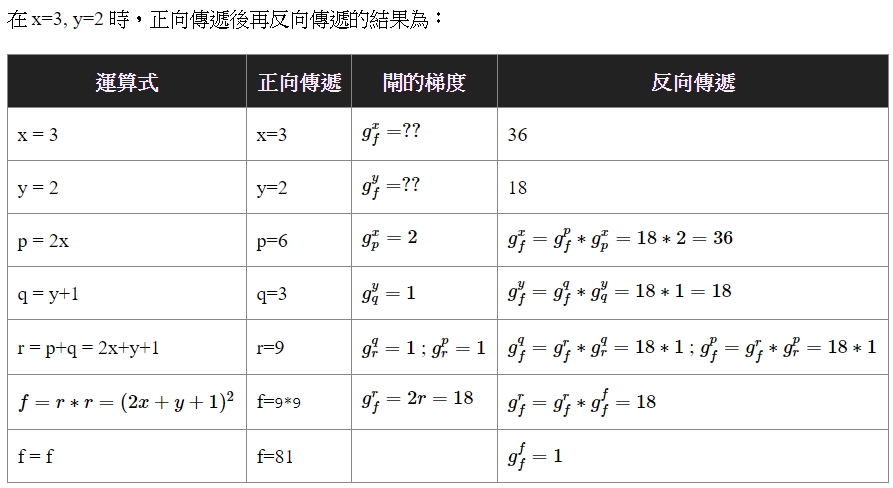 在 x=3, y=2 時，正向傳遞後再反向傳遞的結果為：
運算式 正向傳遞 閘的梯度 反向傳遞
x = 3 x=3 $g_f^x = ??$ 36
y = 2 y=2 $g_f^y = ??$ 18
p = 2x p=6 $g_p^x = 2$ $g_f^x = g_f^p * g_p^x = 18 * 2 = 36$
q = y+1 q=3 $g_q^y = 1$ $g_f^y = g_f^q * g_q^y = 18 * 1 = 18$
r = p+q = 2x+y+1 r=9 $g_r^q = 1$ ; $g_r^p = 1$ $g_f^q = g_f^r * g_r^q = 18 * 1$ ; $g_f^p = g_f^r * g_r^p = 18 * 1$
$f = r * r = (2x + y + 1)^2$ f=9*9 $g_f^r = 2r = 18$ $g_f^r = g_f^r * g_f^f = 18$
f = f f=81 $g_f^f = 1$